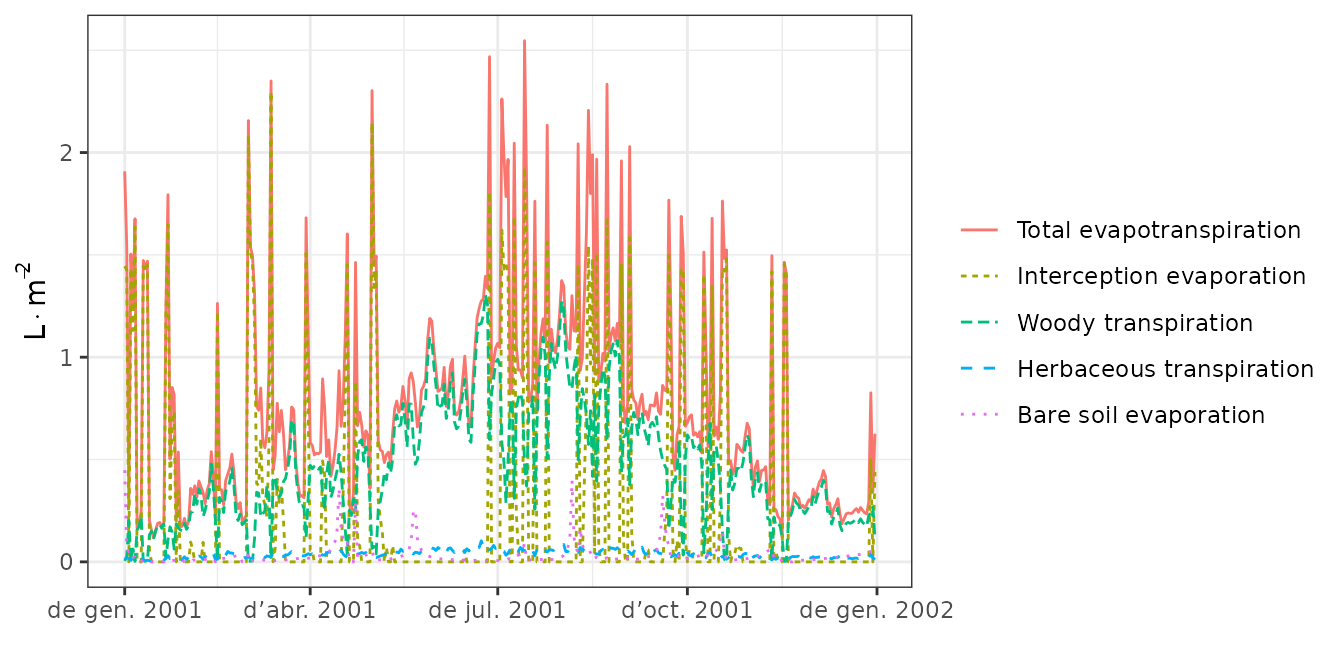 L · m⁻²
2
1
0
de gen. 2001
d’abr. 2001
de jul. 2001
d’oct. 2001
de gen. 2002
Total evapotranspiration
Interception evaporation
Woody transpiration
Herbaceous transpiration
Bare soil evaporation